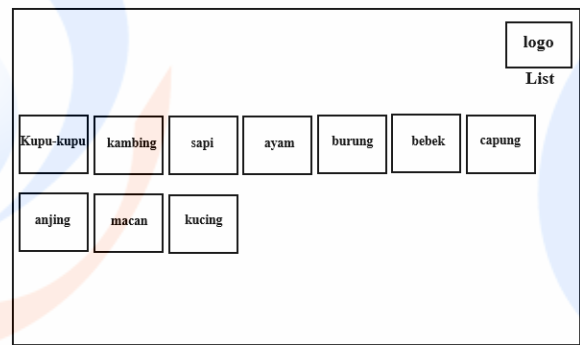 logo
List
Kupu-kupu kambing sapi ayam burung bebek capung
anjing macan kucing